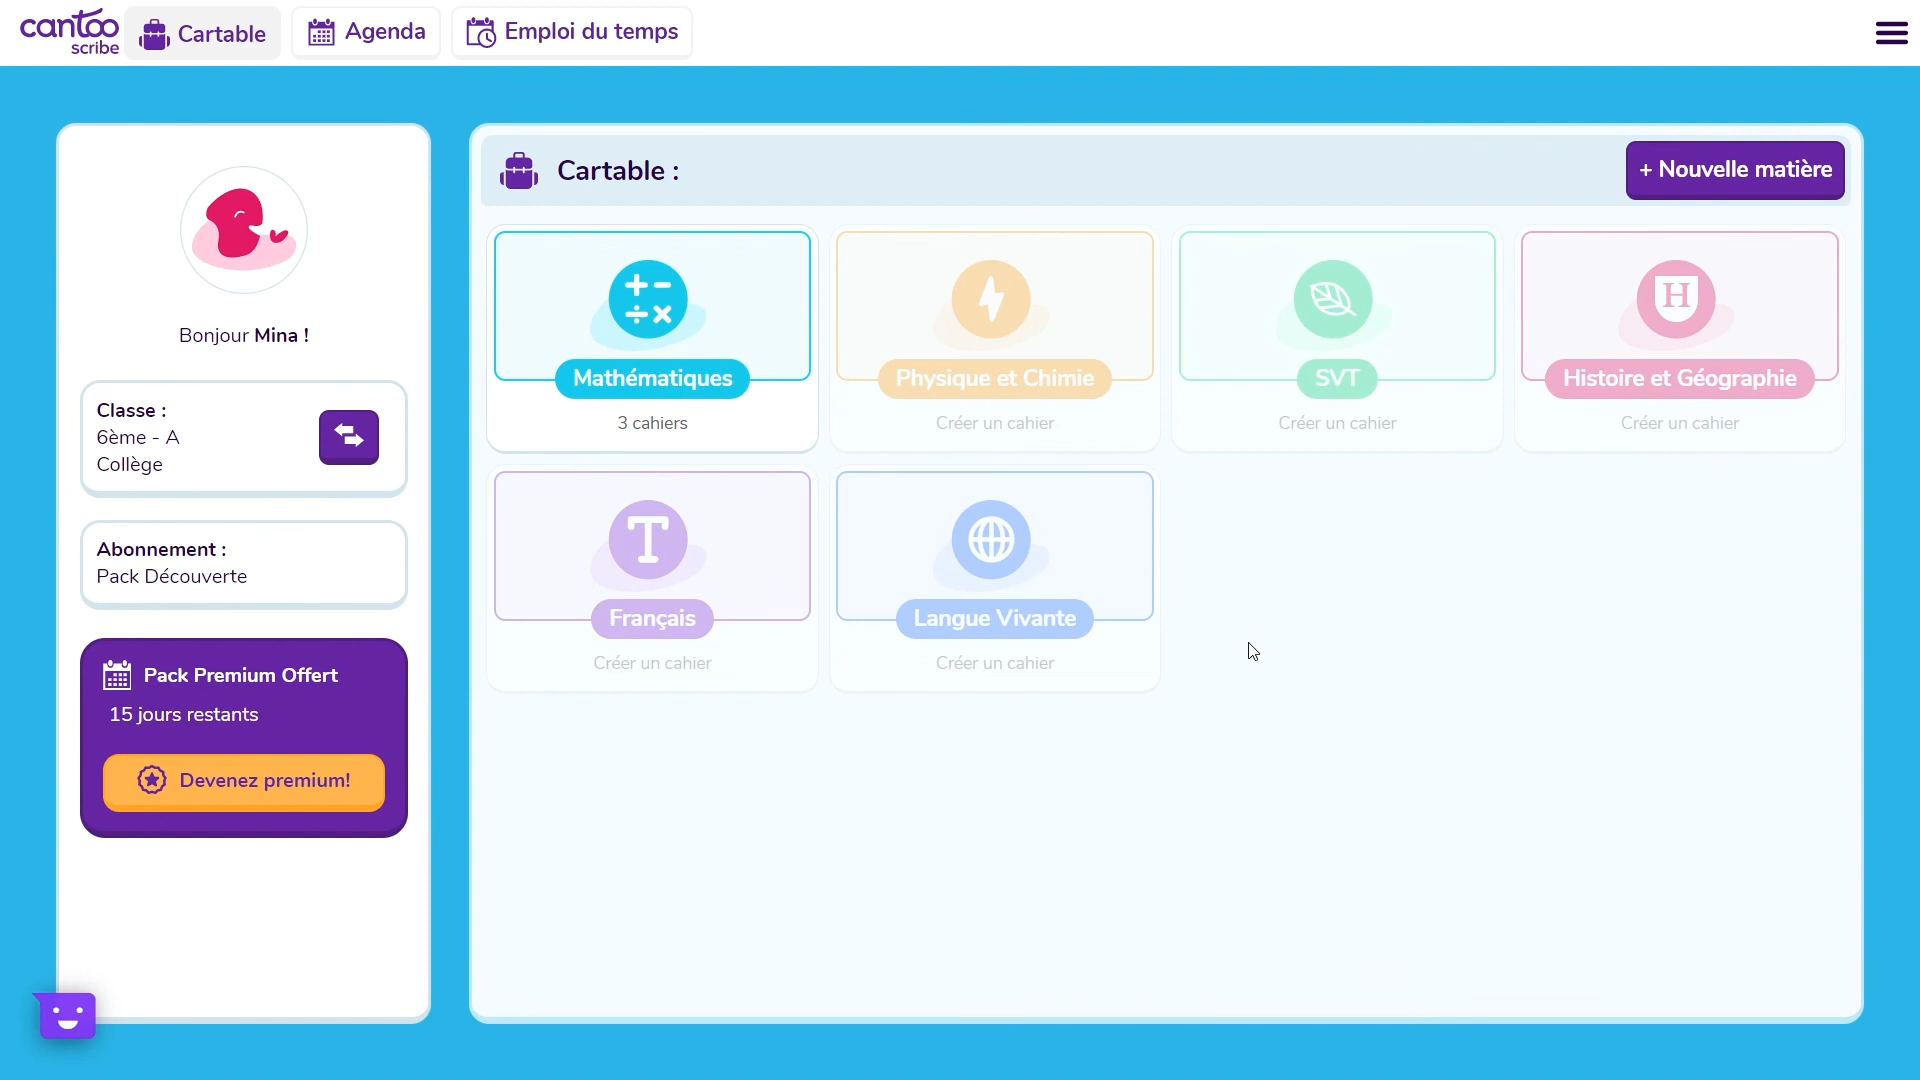 cantoo
scribe
Cartable
Agenda
Emploi du temps
Bonjour Mina !
Classe :
6ème - A
Collège
Abonnement :
Pack Découverte
Pack Premium Offert
15 jours restants
Devenez premium!
Cartable :
+ Nouvelle matière
Mathématiques
3 cahiers
Physique et Chimie
Créer un cahier
SVT
Créer un cahier
H
Histoire et Géographie
Créer un cahier
T
Français
Créer un cahier
Langue Vivante
Créer un cahier